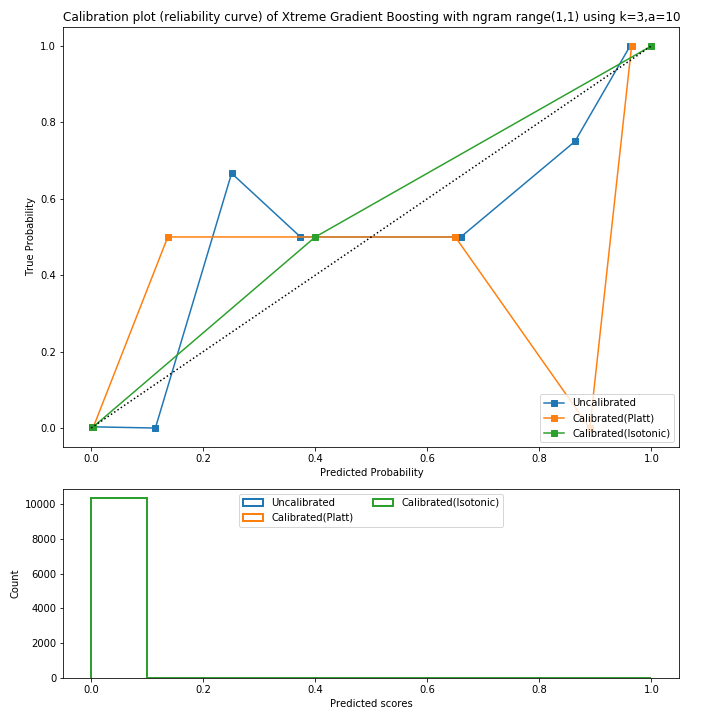 Calibration plot (reliability curve) of Xtreme Gradient Boosting with ngram range(1,1) using k=3,a=10
1.0
0.8
0.6
0.4
0.2
0.0
True Probability
Uncalibrated
Calibrated(Platt)
Calibrated(Isotonic)
0.0 0.2 0.4 0.6 0.8 1.0
Predicted Probability
Uncalibrated Calibrated(Isotonic)
Calibrated(Platt)
10000
8000
6000
4000
2000
0
Count
0.0 0.2 0.4 0.6 0.8 1.0
Predicted scores